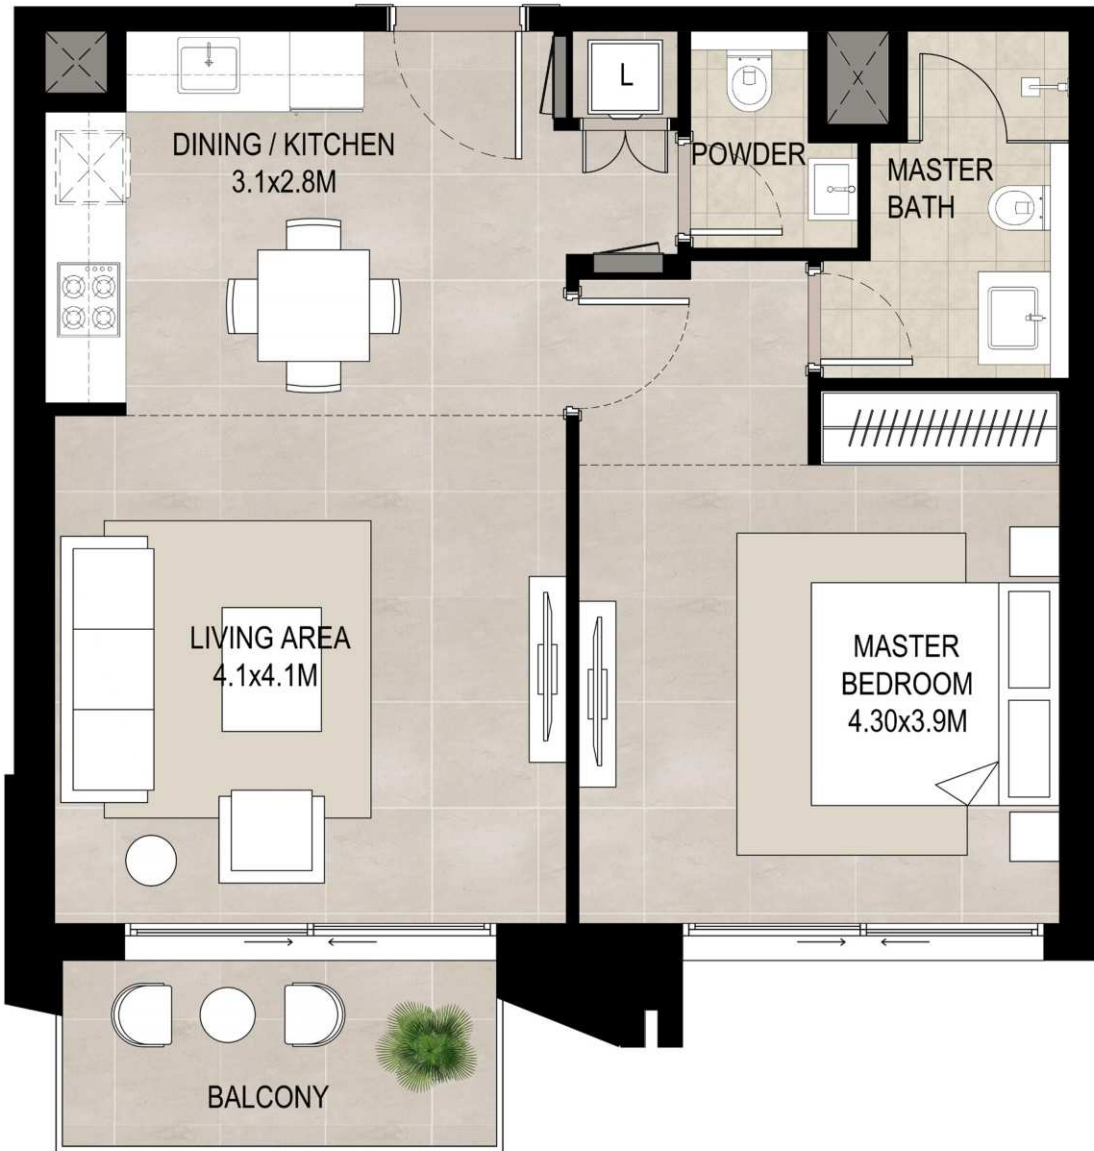 L
DINING / KITCHEN
3.1x2.8M
POWDER
MASTER
BATH
LIVING AREA
4.1x4.1M
MASTER
BEDROOM
4.30x3.9M
BALCONY